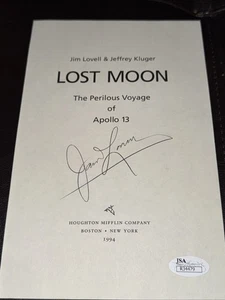 Jim Lovell & Jeffrey Kluger
LOST MOON
The Perilous Voyage
of
Apollo 13
HOUGHTON MIFFLIN COMPANY
BOSTON • NEW YORK
1994
JSA